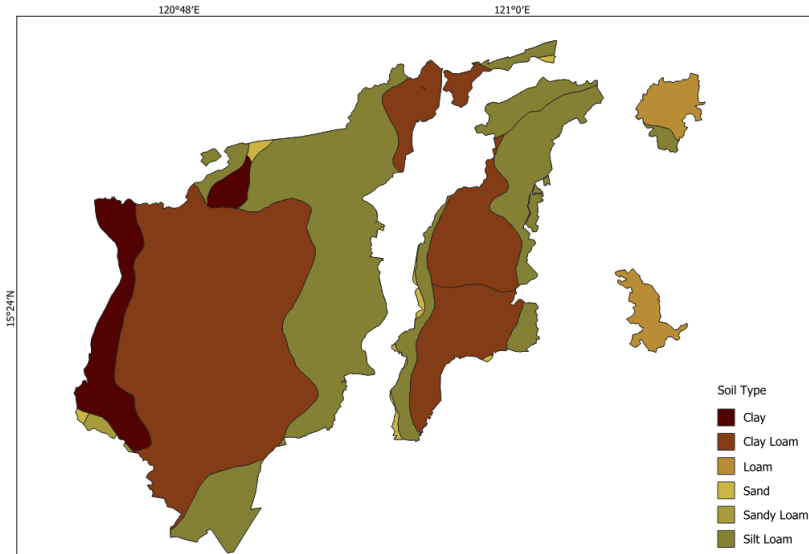 120°48′E
121°0′E
15°24′N
Soil Type
Clay
Clay Loam
Loam
Sand
Sandy Loam
Silt Loam